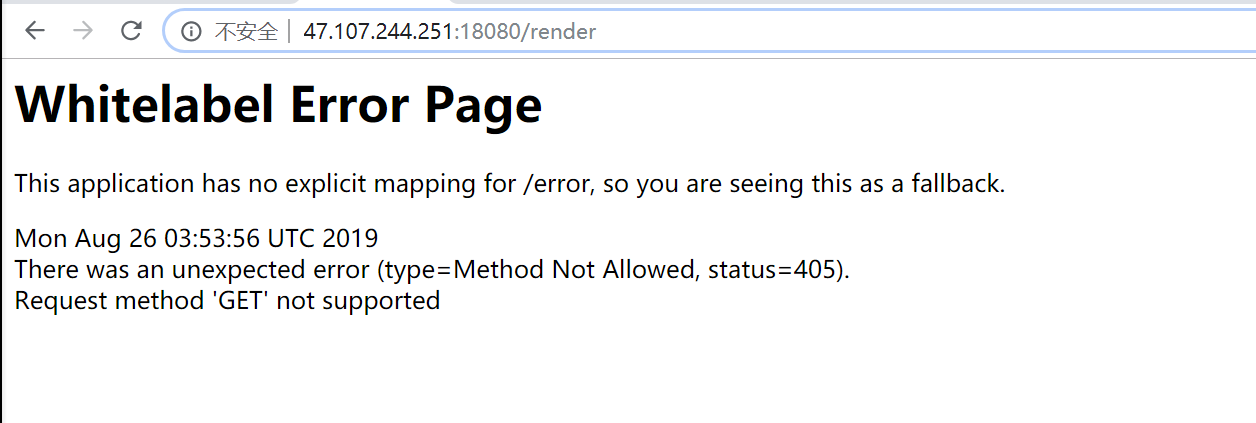 不安全 | 47.107.244.251:18080/render
Whitelabel Error Page
This application has no explicit mapping for /error, so you are seeing this as a fallback.
Mon Aug 26 03:53:56 UTC 2019
There was an unexpected error (type=Method Not Allowed, status=405).
Request method 'GET' not supported